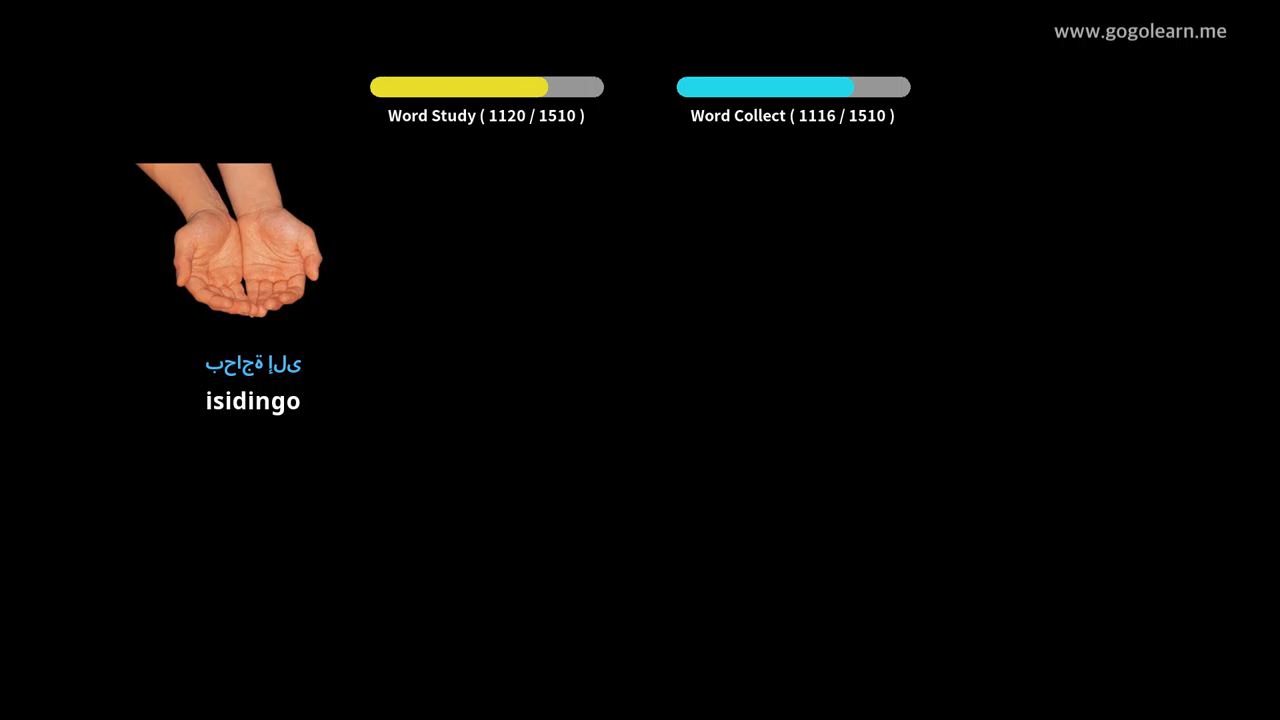 www.gogolearn.me
Word Study ( 1120 / 1510 )
Word Collect ( 1116 / 1510 )
بحاجة إلى
isidingo